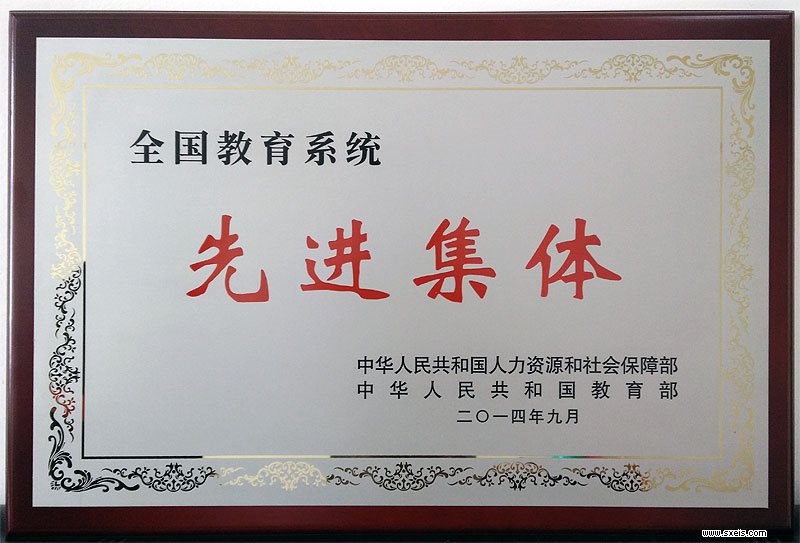 全国教育系统
先进集体
中华人民共和国人力资源和社会保障部
中华人民共和国教育部
二〇一四年九月
www.sxeis.com